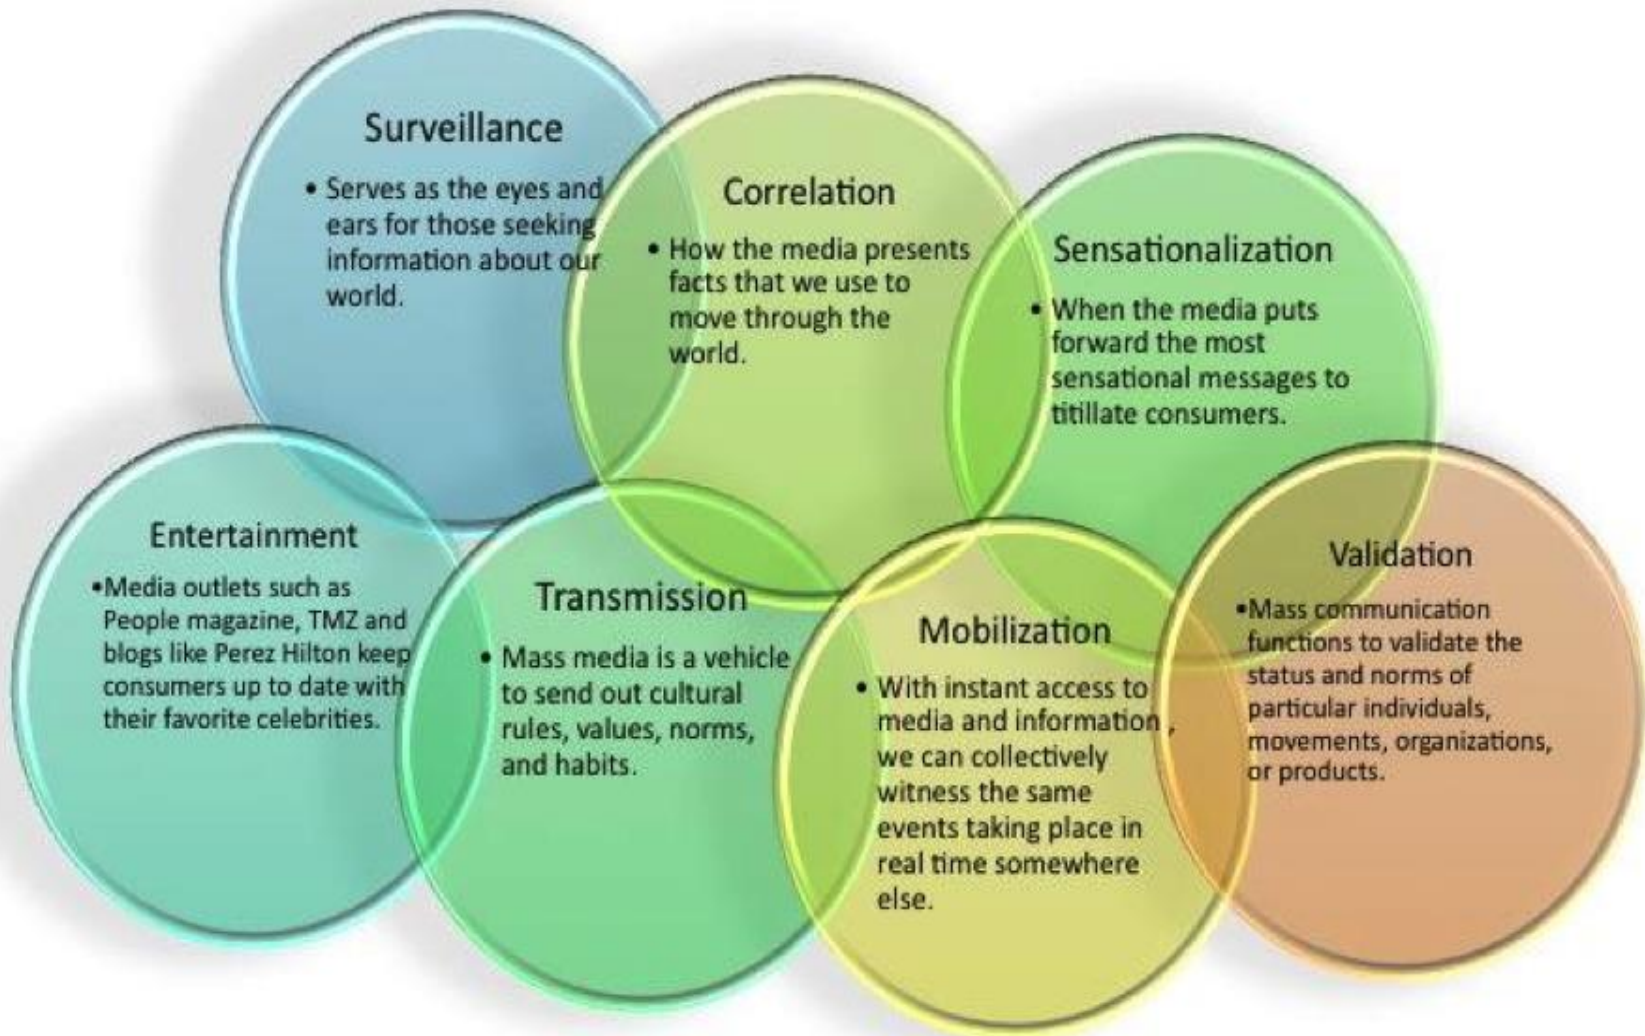 Surveillance
• Serves as the eyes and
ears for those seeking
information about our
world.
Correlation
• How the media presents
facts that we use to
move through the
world.
Sensationalization
• When the media puts
forward the most
sensational messages to
titillate consumers.
Entertainment
•Media outlets such as
People magazine, TMZ and
blogs like Perez Hilton keep
consumers up to date with
their favorite celebrities.
Transmission
• Mass media is a vehicle
to send out cultural
rules, values, norms,
and habits.
Mobilization
• With instant access to
media and information ,
we can collectively
witness the same
events taking place in
real time somewhere
else.
Validation
•Mass communication
functions to validate the
status and norms of
particular individuals,
movements, organizations,
or products.